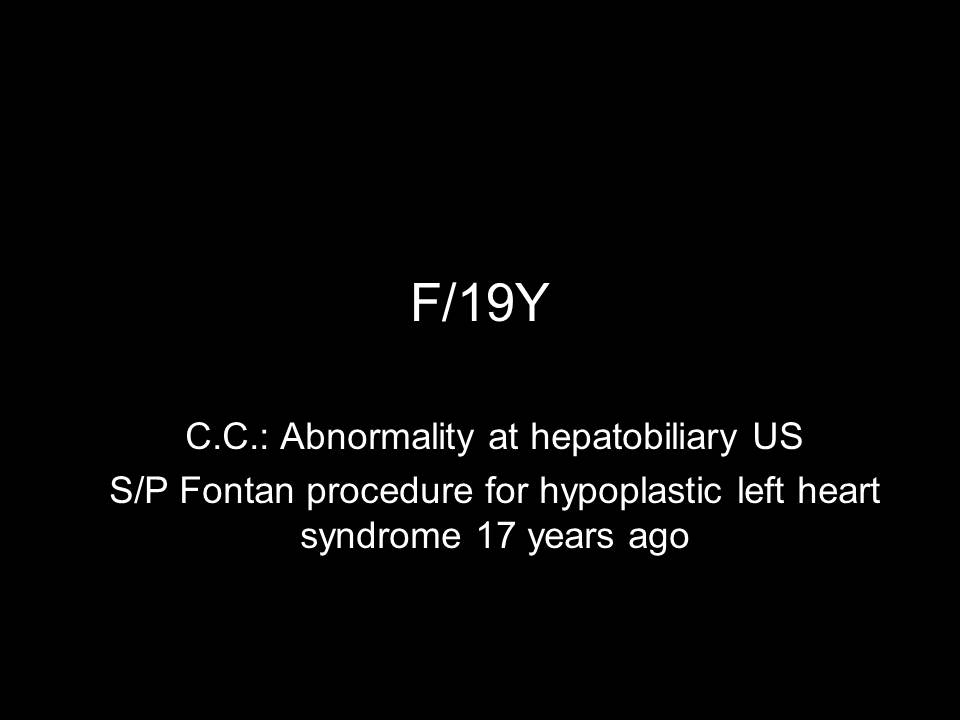 F/19Y
C.C.: Abnormality at hepatobiliary US
S/P Fontan procedure for hypoplastic left heart
syndrome 17 years ago